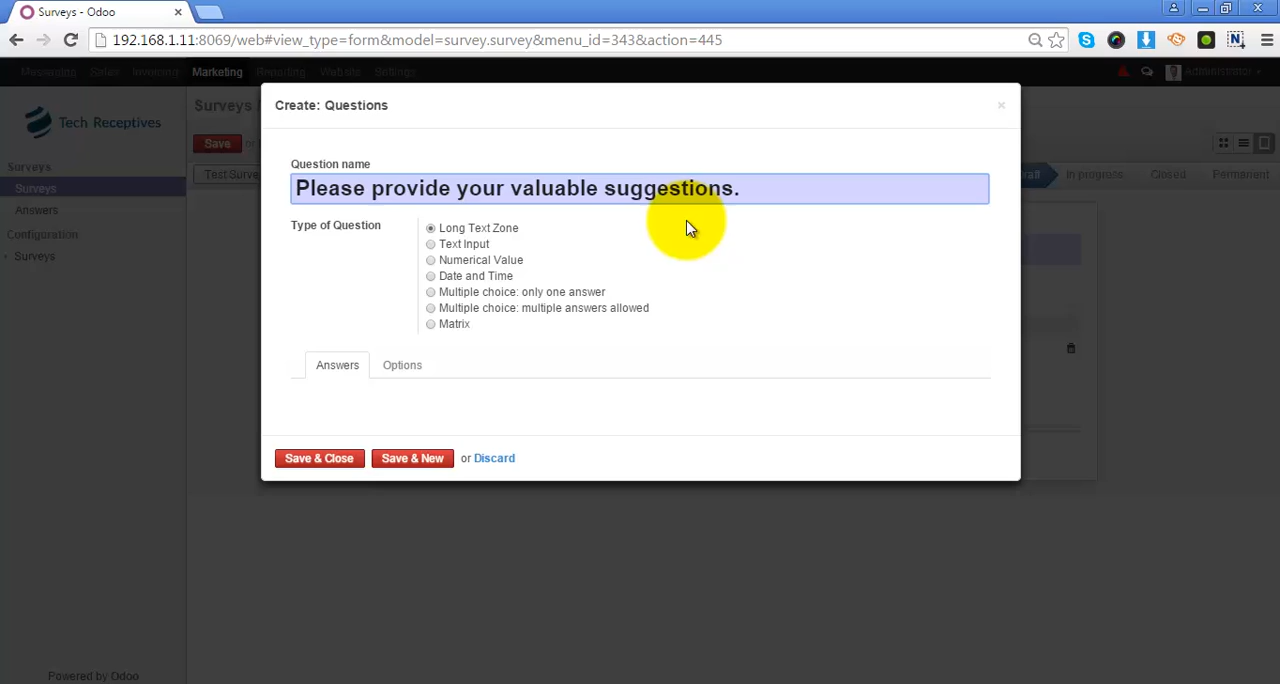 Surveys - Odoo
192.168.1.11:8069/web#view_type=form&model=survey.survey&menu_id=343&action=445
Messaging Sales Invoicing Marketing Reporting Website Settings Administrator
Tech Receptives
Surveys
Surveys
Answers
Configuration
Surveys
Powered by Odoo
Surveys
Save or
Test Surve
raft In progress Closed Permanent
Create: Questions ×
Question name
Please provide your valuable suggestions.
Type of Question
Long Text Zone
Text Input
Numerical Value
Date and Time
Multiple choice: only one answer
Multiple choice: multiple answers allowed
Matrix
Answers Options
Save & Close Save & New or Discard